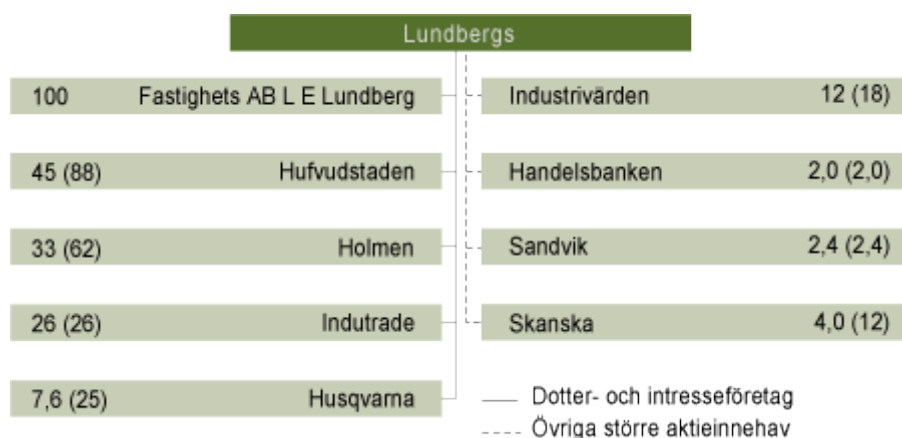 Lundbergs
100 Fastighets AB L E Lundberg
45 (88) Hufvudstaden
33 (62) Holmen
26 (26) Indutrade
7,6 (25) Husqvarna
Industrivärden 12 (18)
Handelsbanken 2,0 (2,0)
Sandvik 2,4 (2,4)
Skanska 4,0 (12)
Dotter- och intresseföretag
Övriga större aktieinnehav